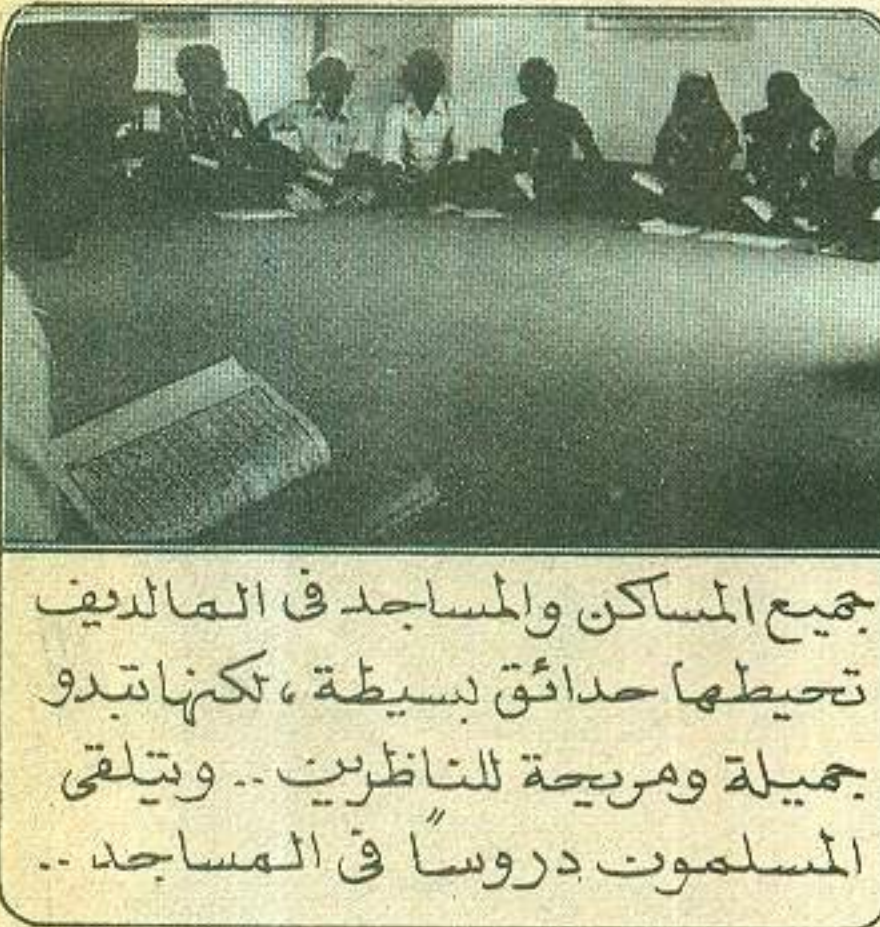 جميع المساكن والمساجد فى المالديف
تحيطها حدائق بسيطة ، لكنها تبدو
جميلة ومريحة للناظرين .. ويتلقى
المسلمون دروساً فى المساجد ..